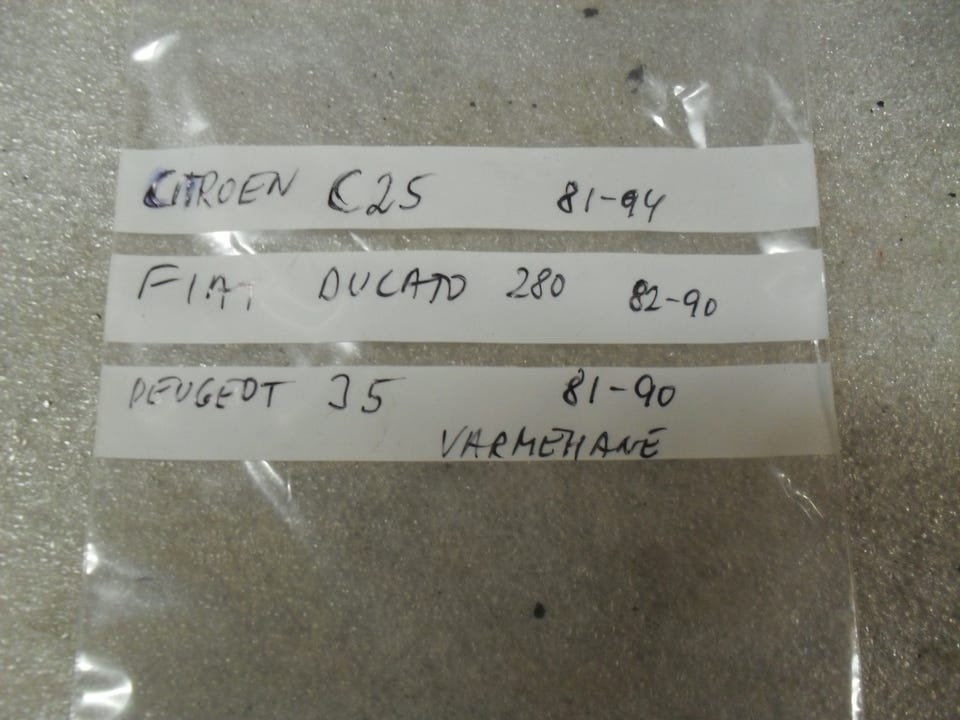 CITROEN C25 81-94
FIAT DUCATO 280 82-90
PEUGEOT J5 81-90
VARMEHANE